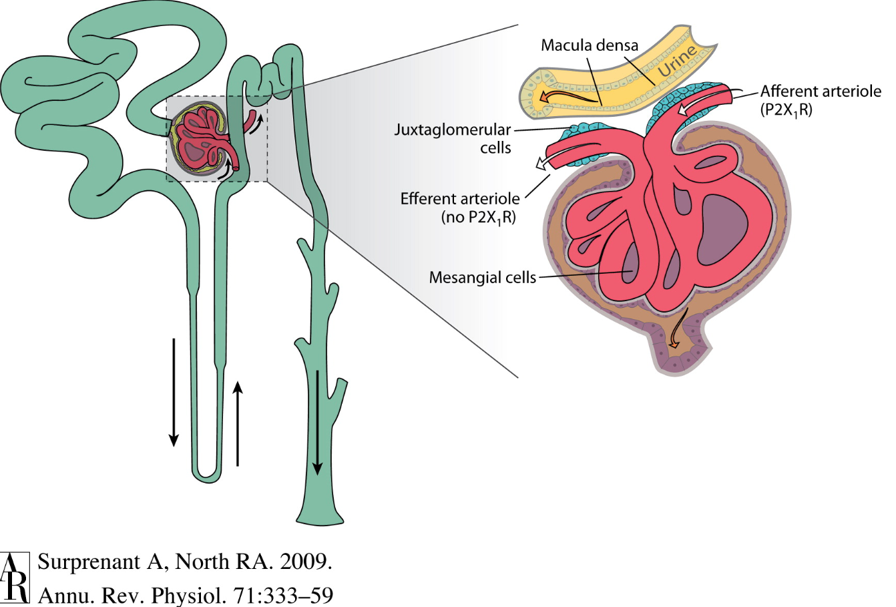 Macula densa
Urine
Afferent arteriole
(P2X₁R)
Juxtaglomerular
cells
Efferent arteriole
(no P2X₁R)
Mesangial cells
AR
Surprenant A, North RA. 2009.
Annu. Rev. Physiol. 71:333–59